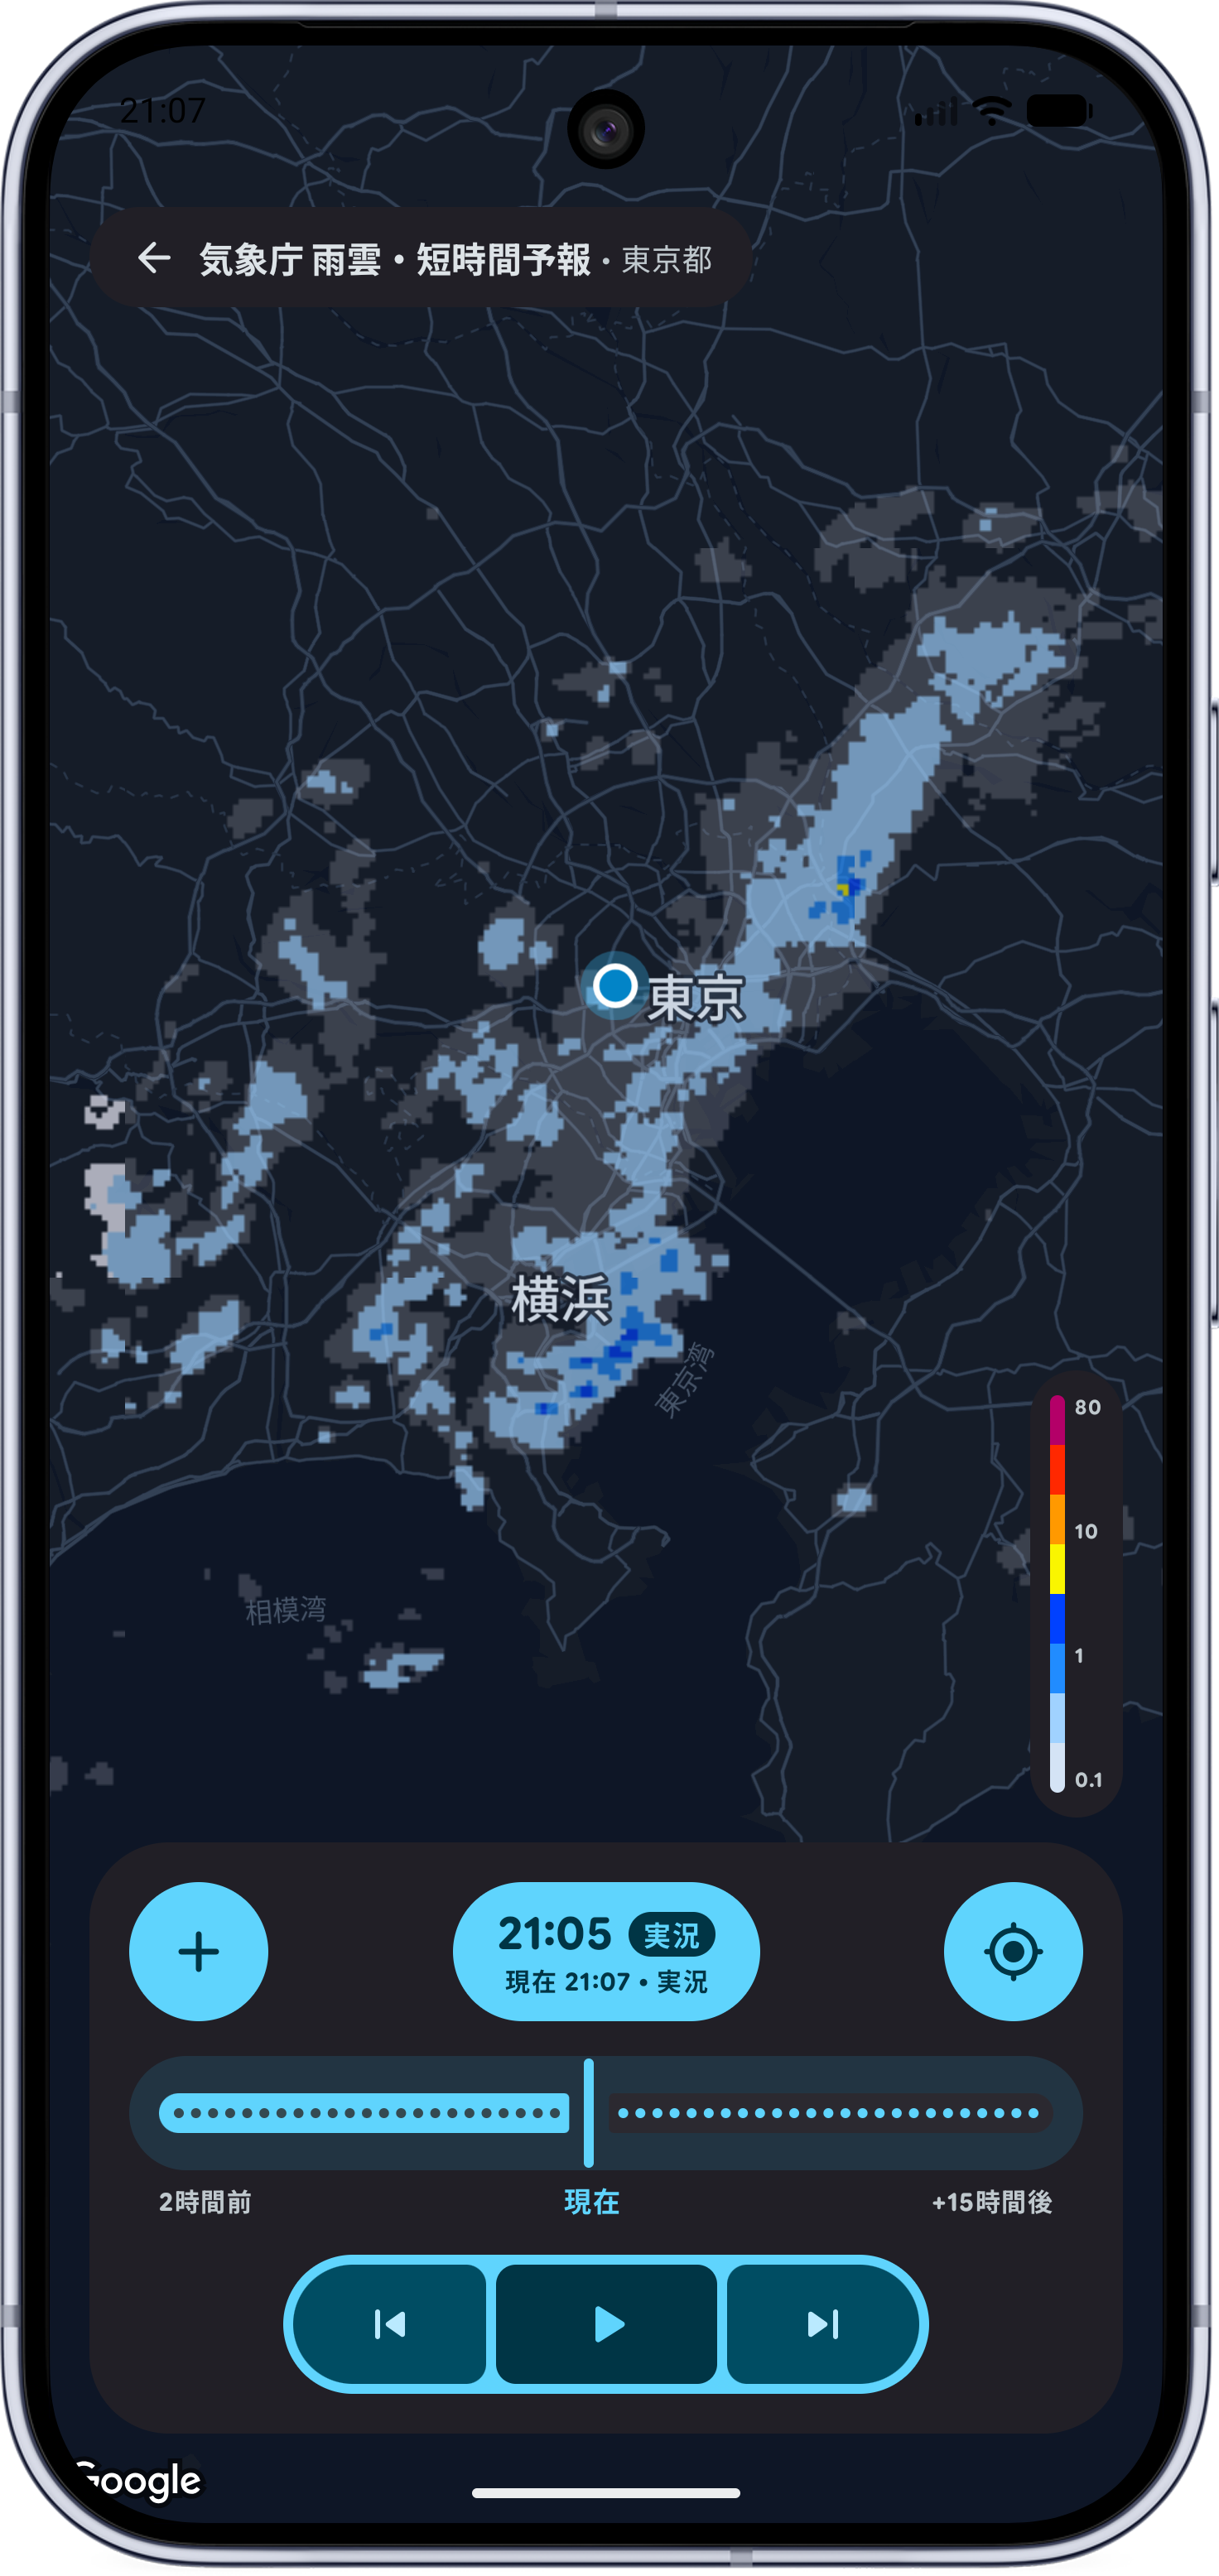 21:07
気象庁 雨雲・短時間予報・東京都
東京
横浜
東京湾
相模湾
80
10
1
0.1
21:05 実況
現在 21:07・実況
2時間前 現在 +15時間後
Google